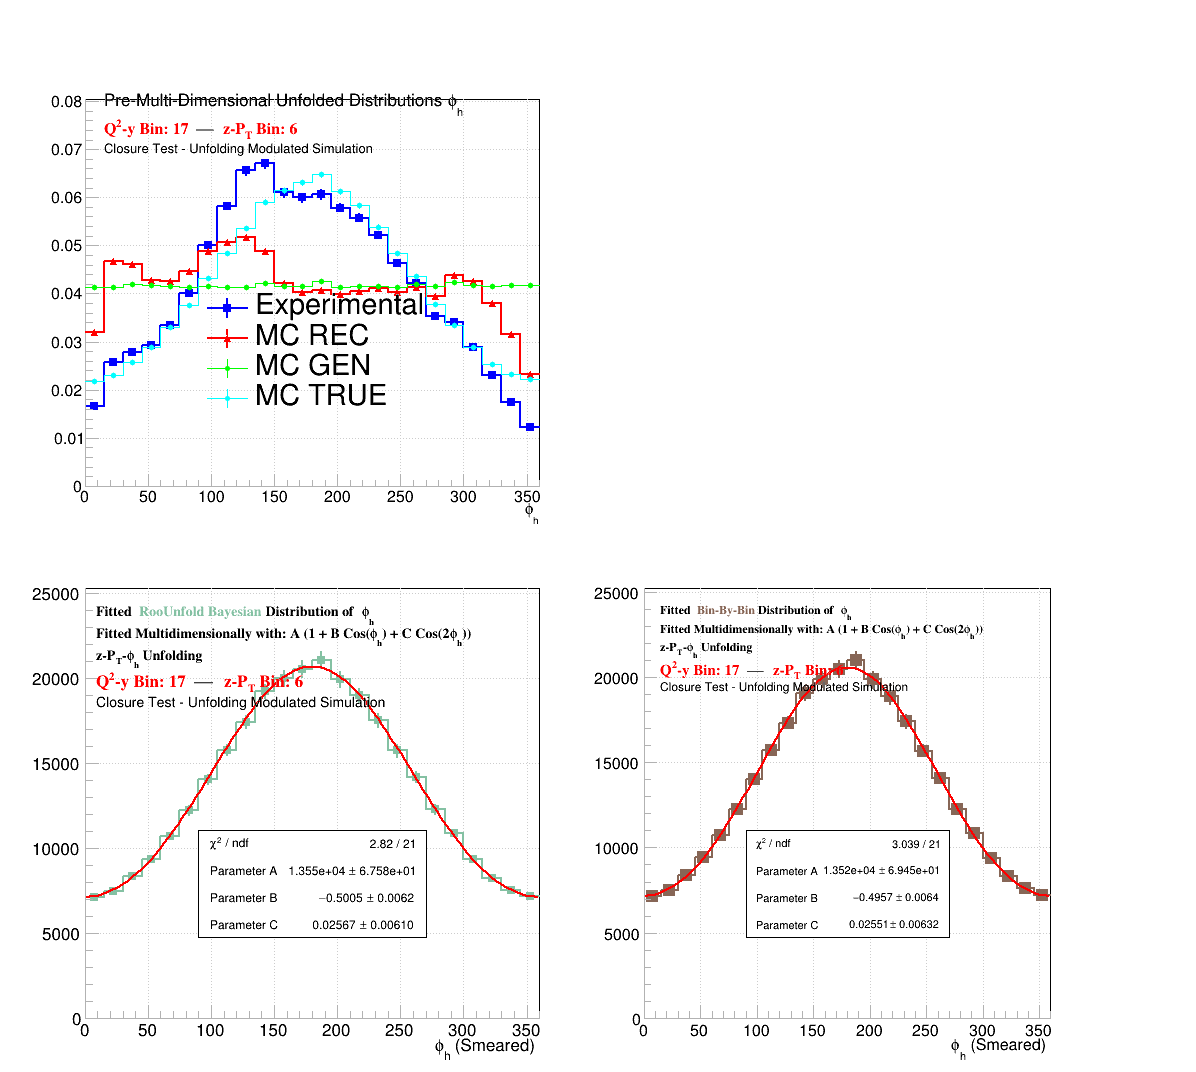 Pre-Multi-Dimensional Unfolded Distributions ϕh
Q²-y Bin: 17 — z-PT Bin: 6
Closure Test - Unfolding Modulated Simulation
0.08
0.07
0.06
0.05
0.04
0.03
0.02
0.01
0
Experimental
MC REC
MC GEN
MC TRUE
0 50 100 150 200 250 300 350
ϕh
25000
20000
15000
10000
5000
0
Fitted RooUnfold Bayesian Distribution of ϕh
Fitted Multidimensionally with: A (1 + B Cos(ϕh) + C Cos(2ϕh))
z-PT-ϕh Unfolding
Q²-y Bin: 17 — z-PT Bin: 6
Closure Test - Unfolding Modulated Simulation
χ² / ndf 2.82 / 21
Parameter A 1.355e+04 ± 6.758e+01
Parameter B −0.5005 ± 0.0062
Parameter C 0.02567 ± 0.00610
0 50 100 150 200 250 300 350
ϕh (Smeared)
25000
20000
15000
10000
5000
0
Fitted Bin-By-Bin Distribution of ϕh
Fitted Multidimensionally with: A (1 + B Cos(ϕh) + C Cos(2ϕh))
z-PT-ϕh Unfolding
Q²-y Bin: 17 — z-PT Bin: 6
Closure Test - Unfolding Modulated Simulation
χ² / ndf 3.039 / 21
Parameter A 1.352e+04 ± 6.945e+01
Parameter B −0.4957 ± 0.0064
Parameter C 0.02551 ± 0.00632
0 50 100 150 200 250 300 350
ϕh (Smeared)